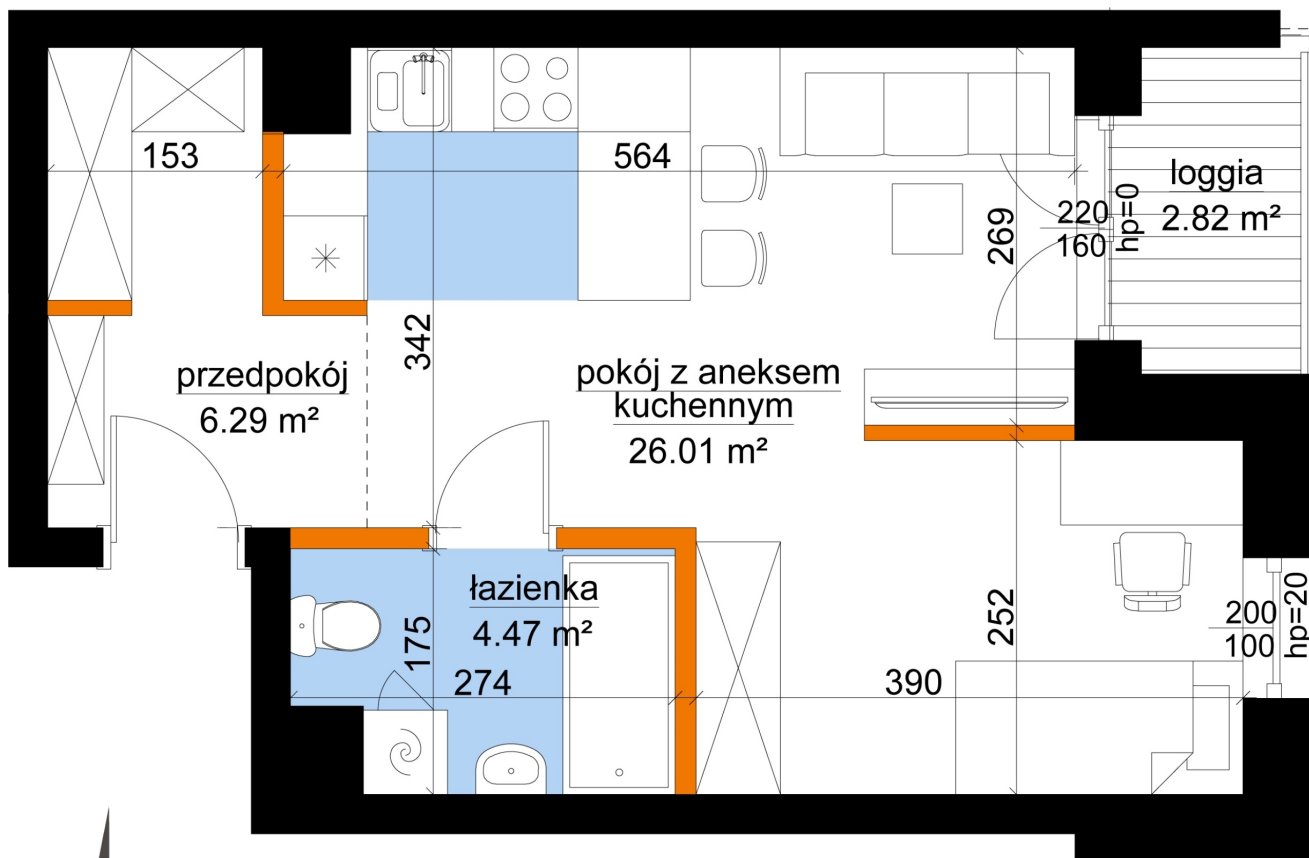 153
564
loggia
2.82 m²
220
160
hp=0
269
342
przedpokój
6.29 m²
pokój z aneksem
kuchennym
26.01 m²
łazienka
4.47 m²
175
274
252
390
200
100
hp=20